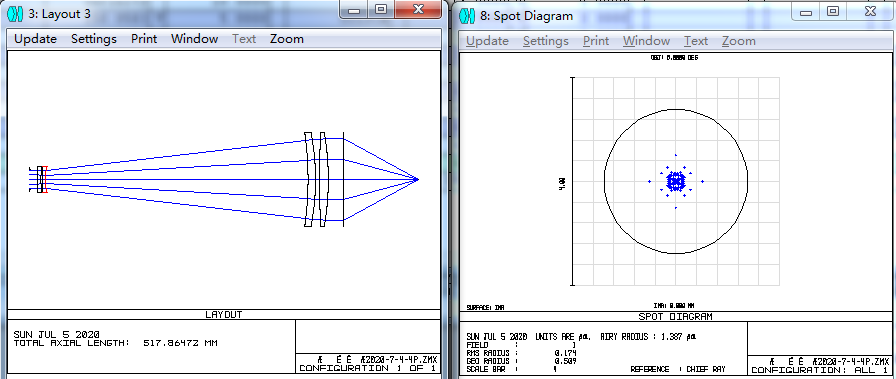 3: Layout 3
Update Settings Print Window Text Zoom
LAYOUT
SUN JUL 5 2020
TOTAL AXIAL LENGTH: 517.86472 MM
2020-7-4-4P.ZMX
CONFIGURATION 1 OF 1
8: Spot Diagram
Update Settings Print Window Text Zoom
OBJ: 0.0000 DEG
4.00
SURFACE: IMA
IMA: 0.000 MM
SPOT DIAGRAM
SUN JUL 5 2020 UNITS ARE µm. AIRY RADIUS : 1.387 µm
FIELD : 1
RMS RADIUS : 0.174
GEO RADIUS : 0.509
SCALE BAR : 4 REFERENCE : CHIEF RAY
2020-7-4-4P.ZMX
CONFIGURATION: ALL 1